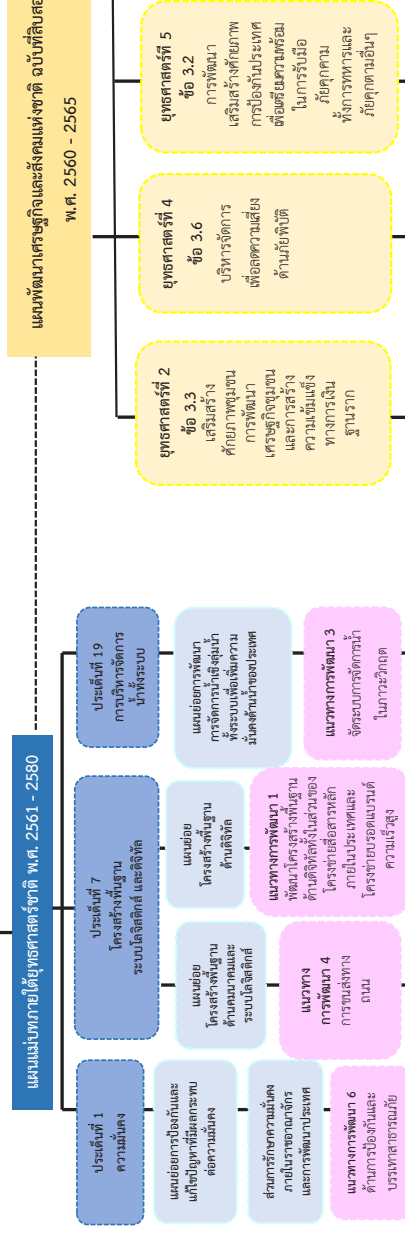 แผนแม่บทภายใต้ยุทธศาสตร์ชาติ พ.ศ. 2561 - 2580
ประเด็นที่ 1
ความมั่นคง
แผนย่อยการป้องกันและ
แก้ไขปัญหาที่มีผลกระทบ
ต่อความมั่นคง
ส่วนการรักษาความมั่นคง
ภายในราชอาณาจักร
และการพัฒนาประเทศ
แนวทางการพัฒนา 6
ด้านการป้องกันและ
บรรเทาสาธารณภัย
ประเด็นที่ 7
โครงสร้างพื้นฐาน
ระบบโลจิสติกส์ และดิจิทัล
แผนย่อย
โครงสร้างพื้นฐาน
ด้านคมนาคมและ
ระบบโลจิสติกส์
แนวทาง
การพัฒนา 4
การขนส่งทาง
ถนน
แผนย่อย
โครงสร้างพื้นฐาน
ด้านดิจิทัล
แนวทางการพัฒนา 1
พัฒนาโครงสร้างพื้นฐาน
ด้านดิจิทัลทั้งในส่วนของ
โครงข่ายสื่อสารหลัก
ภายในประเทศและ
โครงข่ายบรอดแบรนด์
ความเร็วสูง
ประเด็นที่ 19
การบริหารจัดการ
น้ำทั้งระบบ
แผนย่อยการพัฒนา
การจัดการน้ำเชิงลุ่มน้ำ
ทั้งระบบเพื่อเพิ่มความ
มั่นคงด้านน้ำของประเทศ
แนวทางการพัฒนา 3
จัดระบบการจัดการน้ำ
ในภาวะวิกฤต
แผนพัฒนาเศรษฐกิจและสังคมแห่งชาติ ฉบับที่สิบสอ
พ.ศ. 2560 - 2565
ยุทธศาสตร์ที่ 2
ข้อ 3.3
เสริมสร้าง
ศักยภาพชุมชน
การพัฒนา
เศรษฐกิจชุมชน
และการสร้าง
ความเข้มแข็ง
ทางการเงิน
ฐานราก
ยุทธศาสตร์ที่ 4
ข้อ 3.6
บริหารจัดการ
เพื่อลดความเสี่ยง
ด้านภัยพิบัติ
ยุทธศาสตร์ที่ 5
ข้อ 3.2
การพัฒนา
เสริมสร้างศักยภาพ
การป้องกันประเทศ
เพื่อเตรียมความพร้อม
ในการรับมือ
ภัยคุกคาม
ทั้งการทหารและ
ภัยคุกตามอื่นๆ